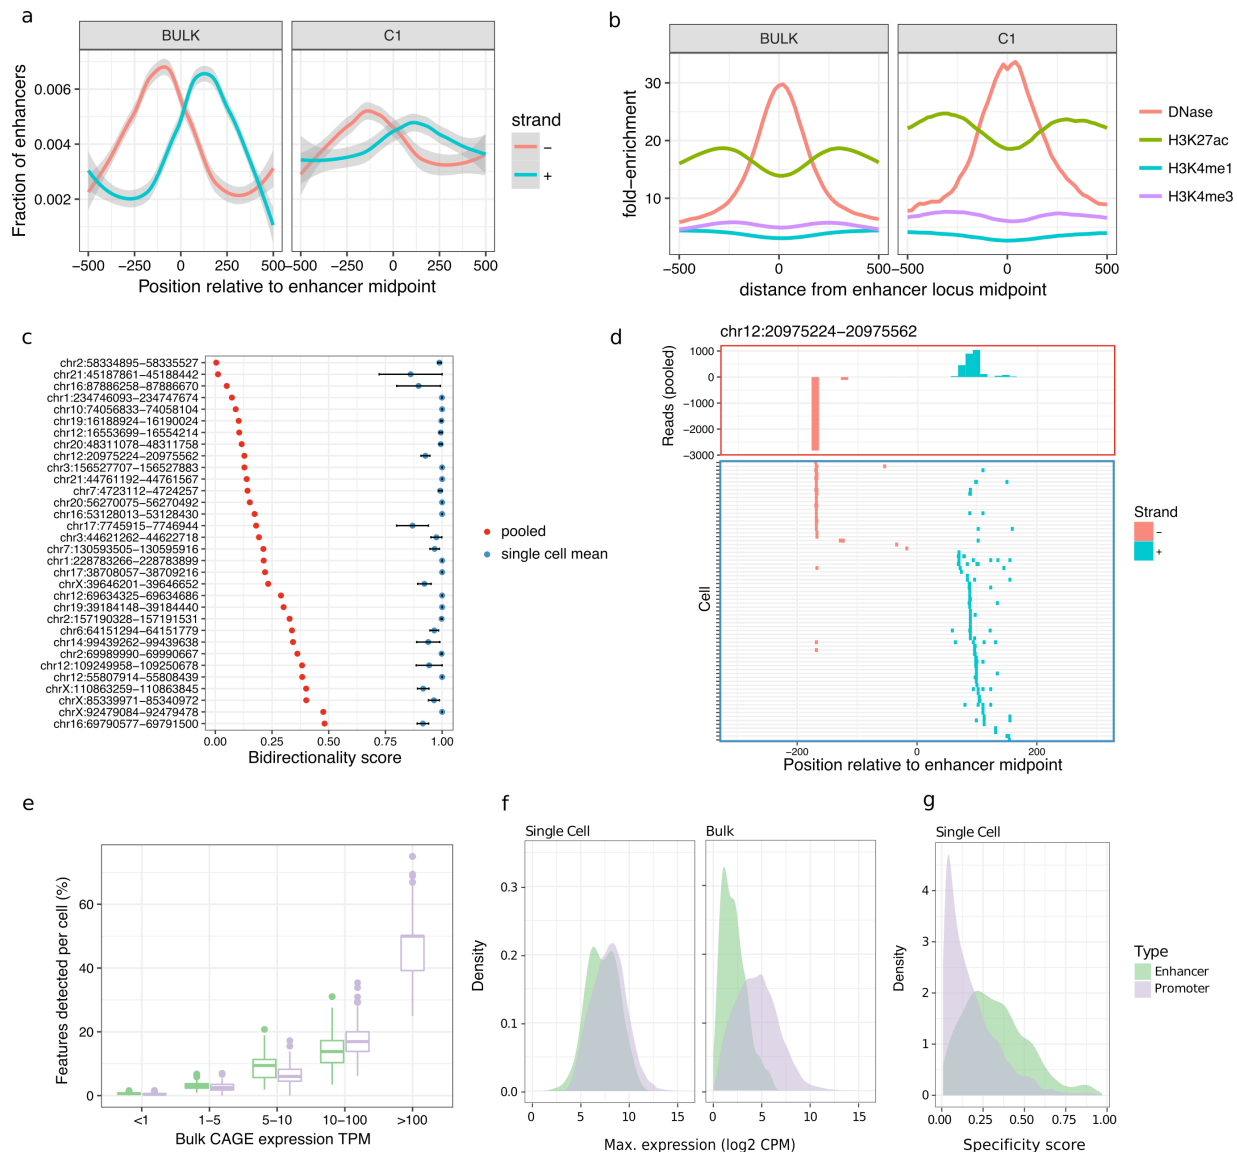 a
BULK
C1
Fraction of enhancers
0.006
0.004
0.002
−500 −250 0 250 500
−500 −250 0 250 500
Position relative to enhancer midpoint
strand
−
+
b
BULK
C1
fold−enrichment
30
20
10
−500 0 500
−500 0 500
distance from enhancer locus midpoint
DNase
H3K27ac
H3K4me1
H3K4me3
c
chr2:58334895−58335527
chr21:45187861−45188442
chr16:87886258−87886670
chr1:234746093−234747674
chr10:74056833−74058104
chr19:16188924−16190024
chr12:16553699−16554214
chr20:48311078−48311758
chr12:20975224−20975562
chr3:156527707−156527883
chr21:44761192−44761567
chr7:4723112−4724257
chr20:56270075−56270492
chr16:53128013−53128430
chr17:7745915−7746944
chr3:44621262−44622718
chr7:130593505−130595916
chr1:228783266−228783899
chr17:38708057−38709216
chrX:39646201−39646652
chr12:69634325−69634686
chr19:39184148−39184440
chr2:157190328−157191531
chr6:64151294−64151779
chr14:99439262−99439638
chr2:69989990−69990667
chr12:109249958−109250678
chr12:55807914−55808439
chrX:110863259−110863845
chrX:85339971−85340972
chrX:92479084−92479478
chr16:69790577−69791500
0.00 0.25 0.50 0.75 1.00
Bidirectionality score
pooled
single cell mean
d
chr12:20975224−20975562
Reads (pooled)
1000
0
−1000
−2000
−3000
Cell
−200 0 200
Position relative to enhancer midpoint
Strand
−
+
e
Features detected per cell (%)
60
40
20
0
<1 1−5 5−10 10−100 >100
Bulk CAGE expression TPM
f
Single Cell
Bulk
Density
0.3
0.2
0.1
0.0
0 5 10 15
0 5 10 15
Max. expression (log2 CPM)
g
Single Cell
Density
4
3
2
1
0
0.00 0.25 0.50 0.75 1.00
Specificity score
Type
Enhancer
Promoter